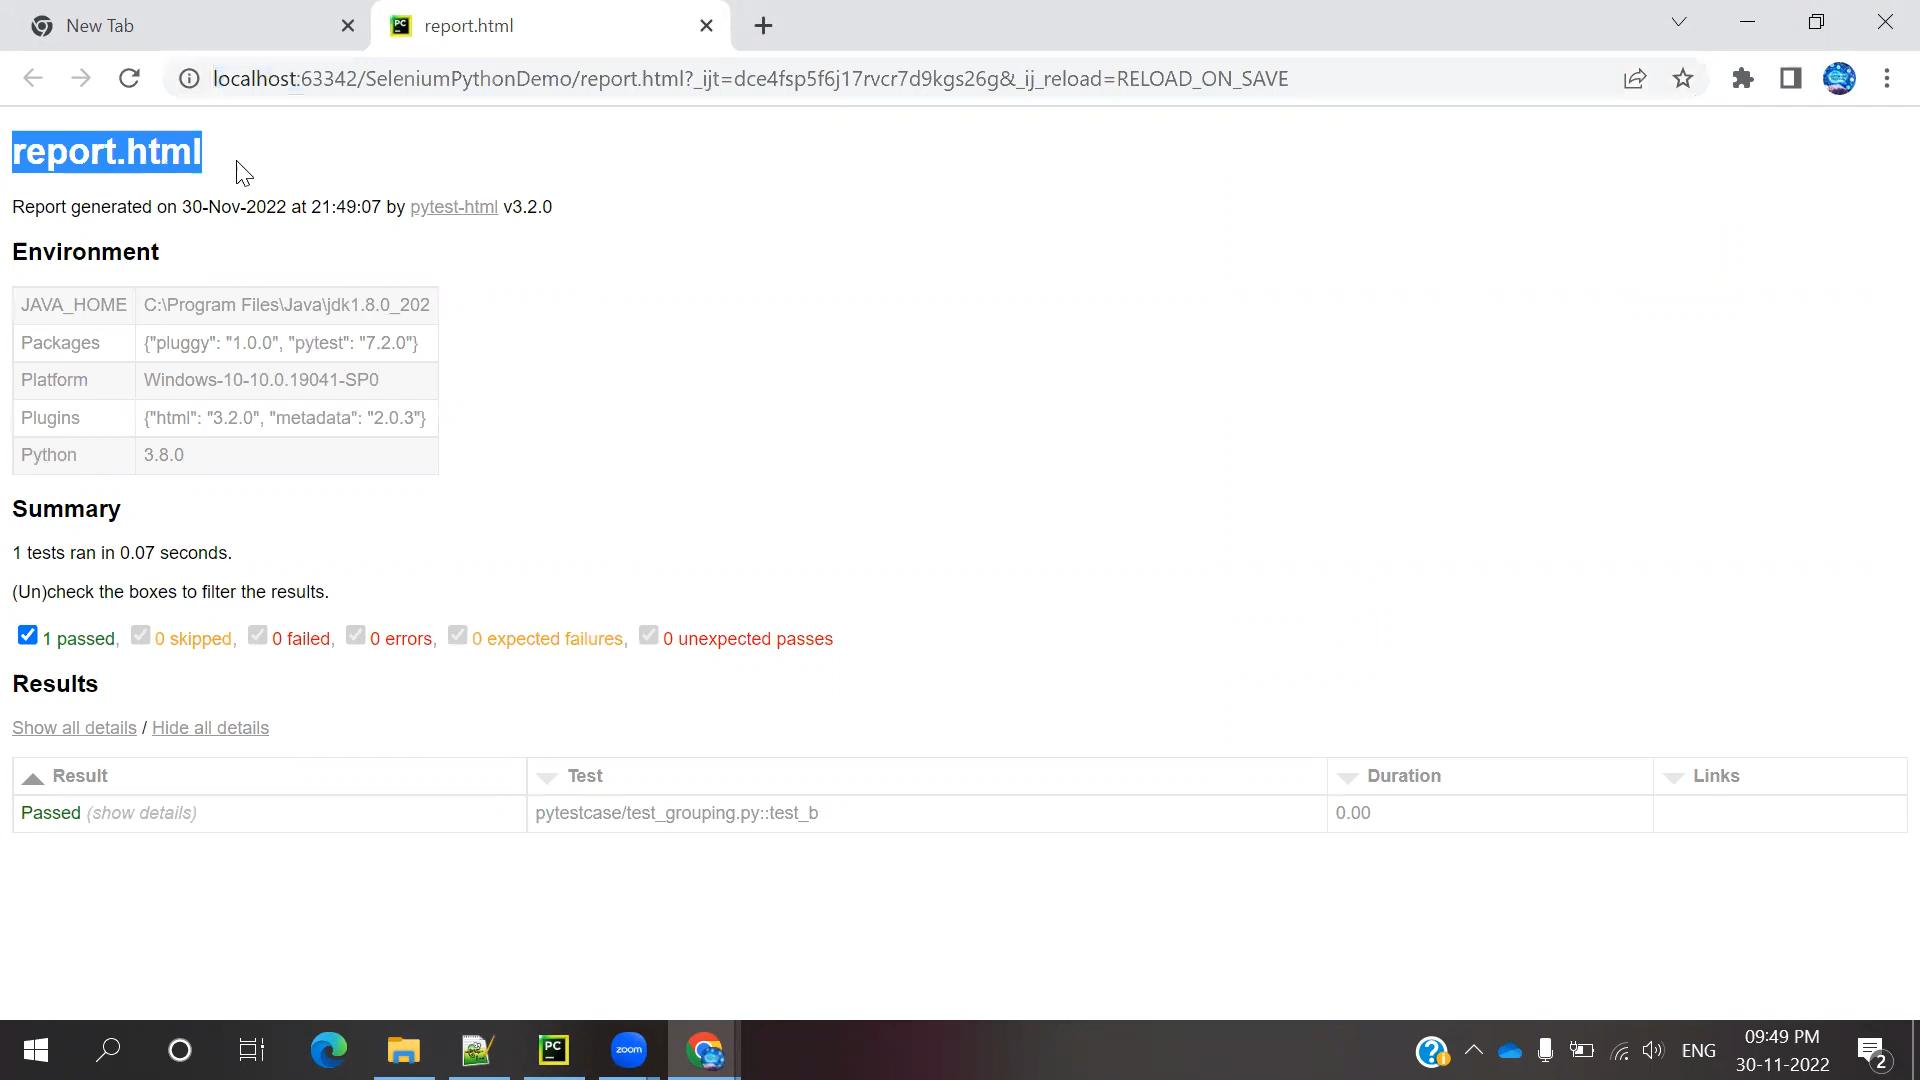 New Tab
report.html
localhost:63342/SeleniumPythonDemo/report.html?_ijt=dce4fsp5f6j17rvcr7d9kgs26g&_ij_reload=RELOAD_ON_SAVE
report.html
Report generated on 30-Nov-2022 at 21:49:07 by pytest-html v3.2.0
Environment
JAVA_HOME C:\Program Files\Java\jdk1.8.0_202
Packages {"pluggy": "1.0.0", "pytest": "7.2.0"}
Platform Windows-10-10.0.19041-SP0
Plugins {"html": "3.2.0", "metadata": "2.0.3"}
Python 3.8.0
Summary
1 tests ran in 0.07 seconds.
(Un)check the boxes to filter the results.
1 passed, 0 skipped, 0 failed, 0 errors, 0 expected failures, 0 unexpected passes
Results
Show all details / Hide all details
Result Test Duration Links
Passed (show details) pytestcase/test_grouping.py::test_b 0.00
PC
zoom
ENG
09:49 PM
30-11-2022
2